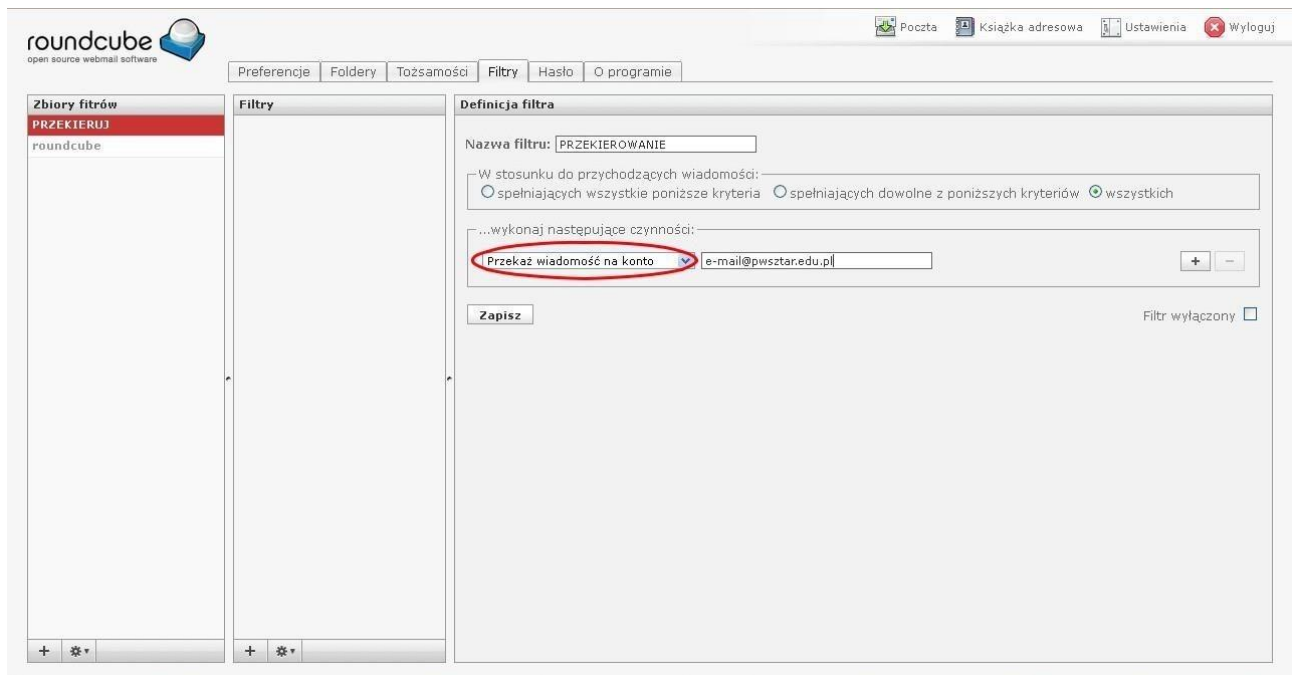 roundcube
open source webmail software
Poczta Książka adresowa Ustawienia Wyloguj
Preferencje Foldery Tożsamości Filtry Hasło O programie
Zbiory fitrów
PRZEKIERUJ
roundcube
Filtry
Definicja filtra
Nazwa filtru: PRZEKIEROWANIE
W stosunku do przychodzących wiadomości:
spełniających wszystkie poniższe kryteria spełniających dowolne z poniższych kryteriów wszystkich
...wykonaj następujące czynności:
Przekaż wiadomość na konto e-mail@pwsztar.edu.pl + −
Zapisz Filtr wyłączony
+
+